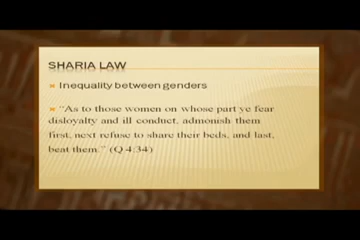 SHARIA LAW
Inequality between genders
"As to those women on whose part ye fear
disloyalty and ill conduct, admonish them
first, next refuse to share their beds, and last,
beat them." (Q 4:34)